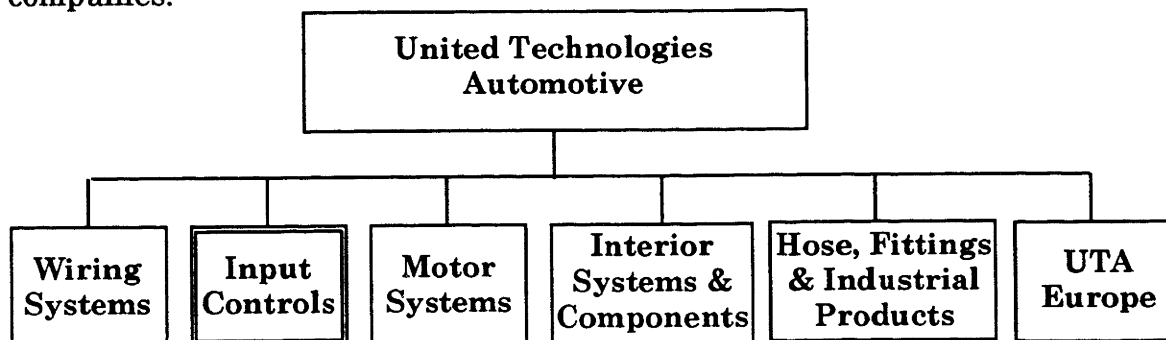 companies.
United Technologies
Automotive
Wiring
Systems
Input
Controls
Motor
Systems
Interior
Systems &
Components
Hose, Fittings
& Industrial
Products
UTA
Europe